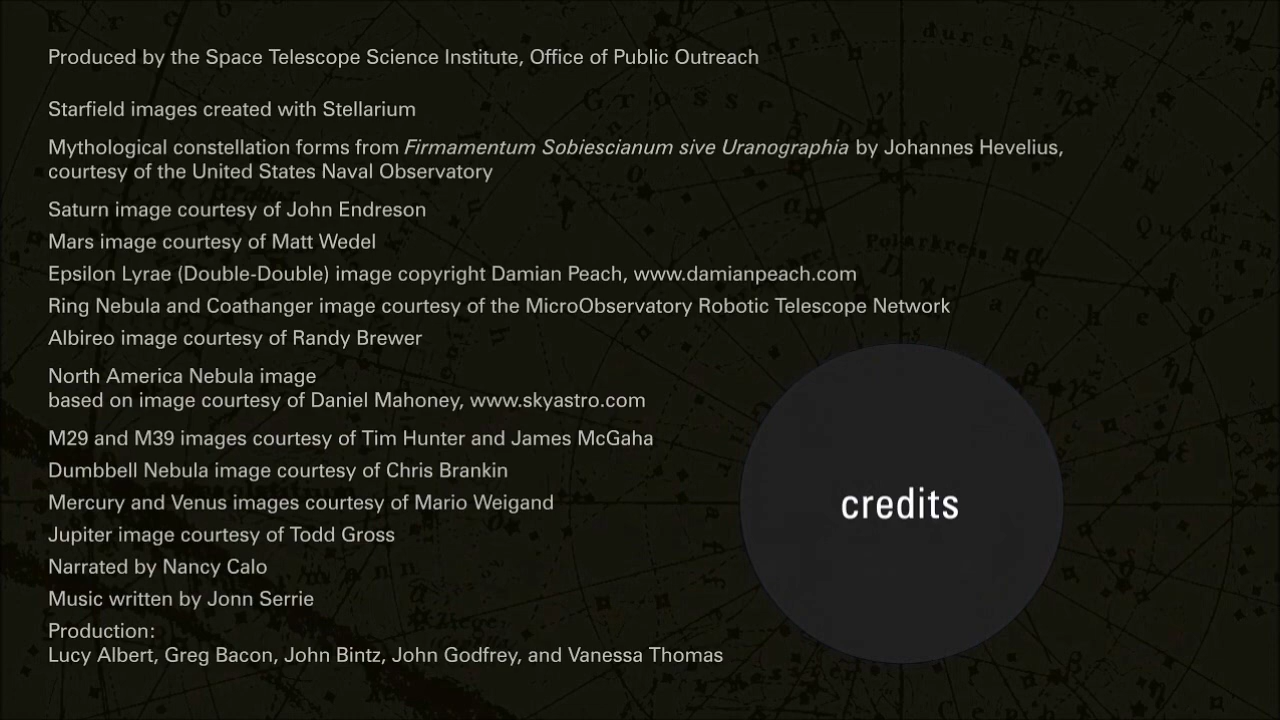 Produced by the Space Telescope Science Institute, Office of Public Outreach
Starfield images created with Stellarium
Mythological constellation forms from Firmamentum Sobiescianum sive Uranographia by Johannes Hevelius,
courtesy of the United States Naval Observatory
Saturn image courtesy of John Endreson
Mars image courtesy of Matt Wedel
Epsilon Lyrae (Double-Double) image copyright Damian Peach, www.damianpeach.com
Ring Nebula and Coathanger image courtesy of the MicroObservatory Robotic Telescope Network
Albireo image courtesy of Randy Brewer
North America Nebula image
based on image courtesy of Daniel Mahoney, www.skyastro.com
M29 and M39 images courtesy of Tim Hunter and James McGaha
Dumbbell Nebula image courtesy of Chris Brankin
Mercury and Venus images courtesy of Mario Weigand
credits
Jupiter image courtesy of Todd Gross
Narrated by Nancy Calo
Music written by Jonn Serrie
Production:
Lucy Albert, Greg Bacon, John Bintz, John Godfrey, and Vanessa Thomas
durchgehen
Grosse
Polarkreis
Drache
Ziege